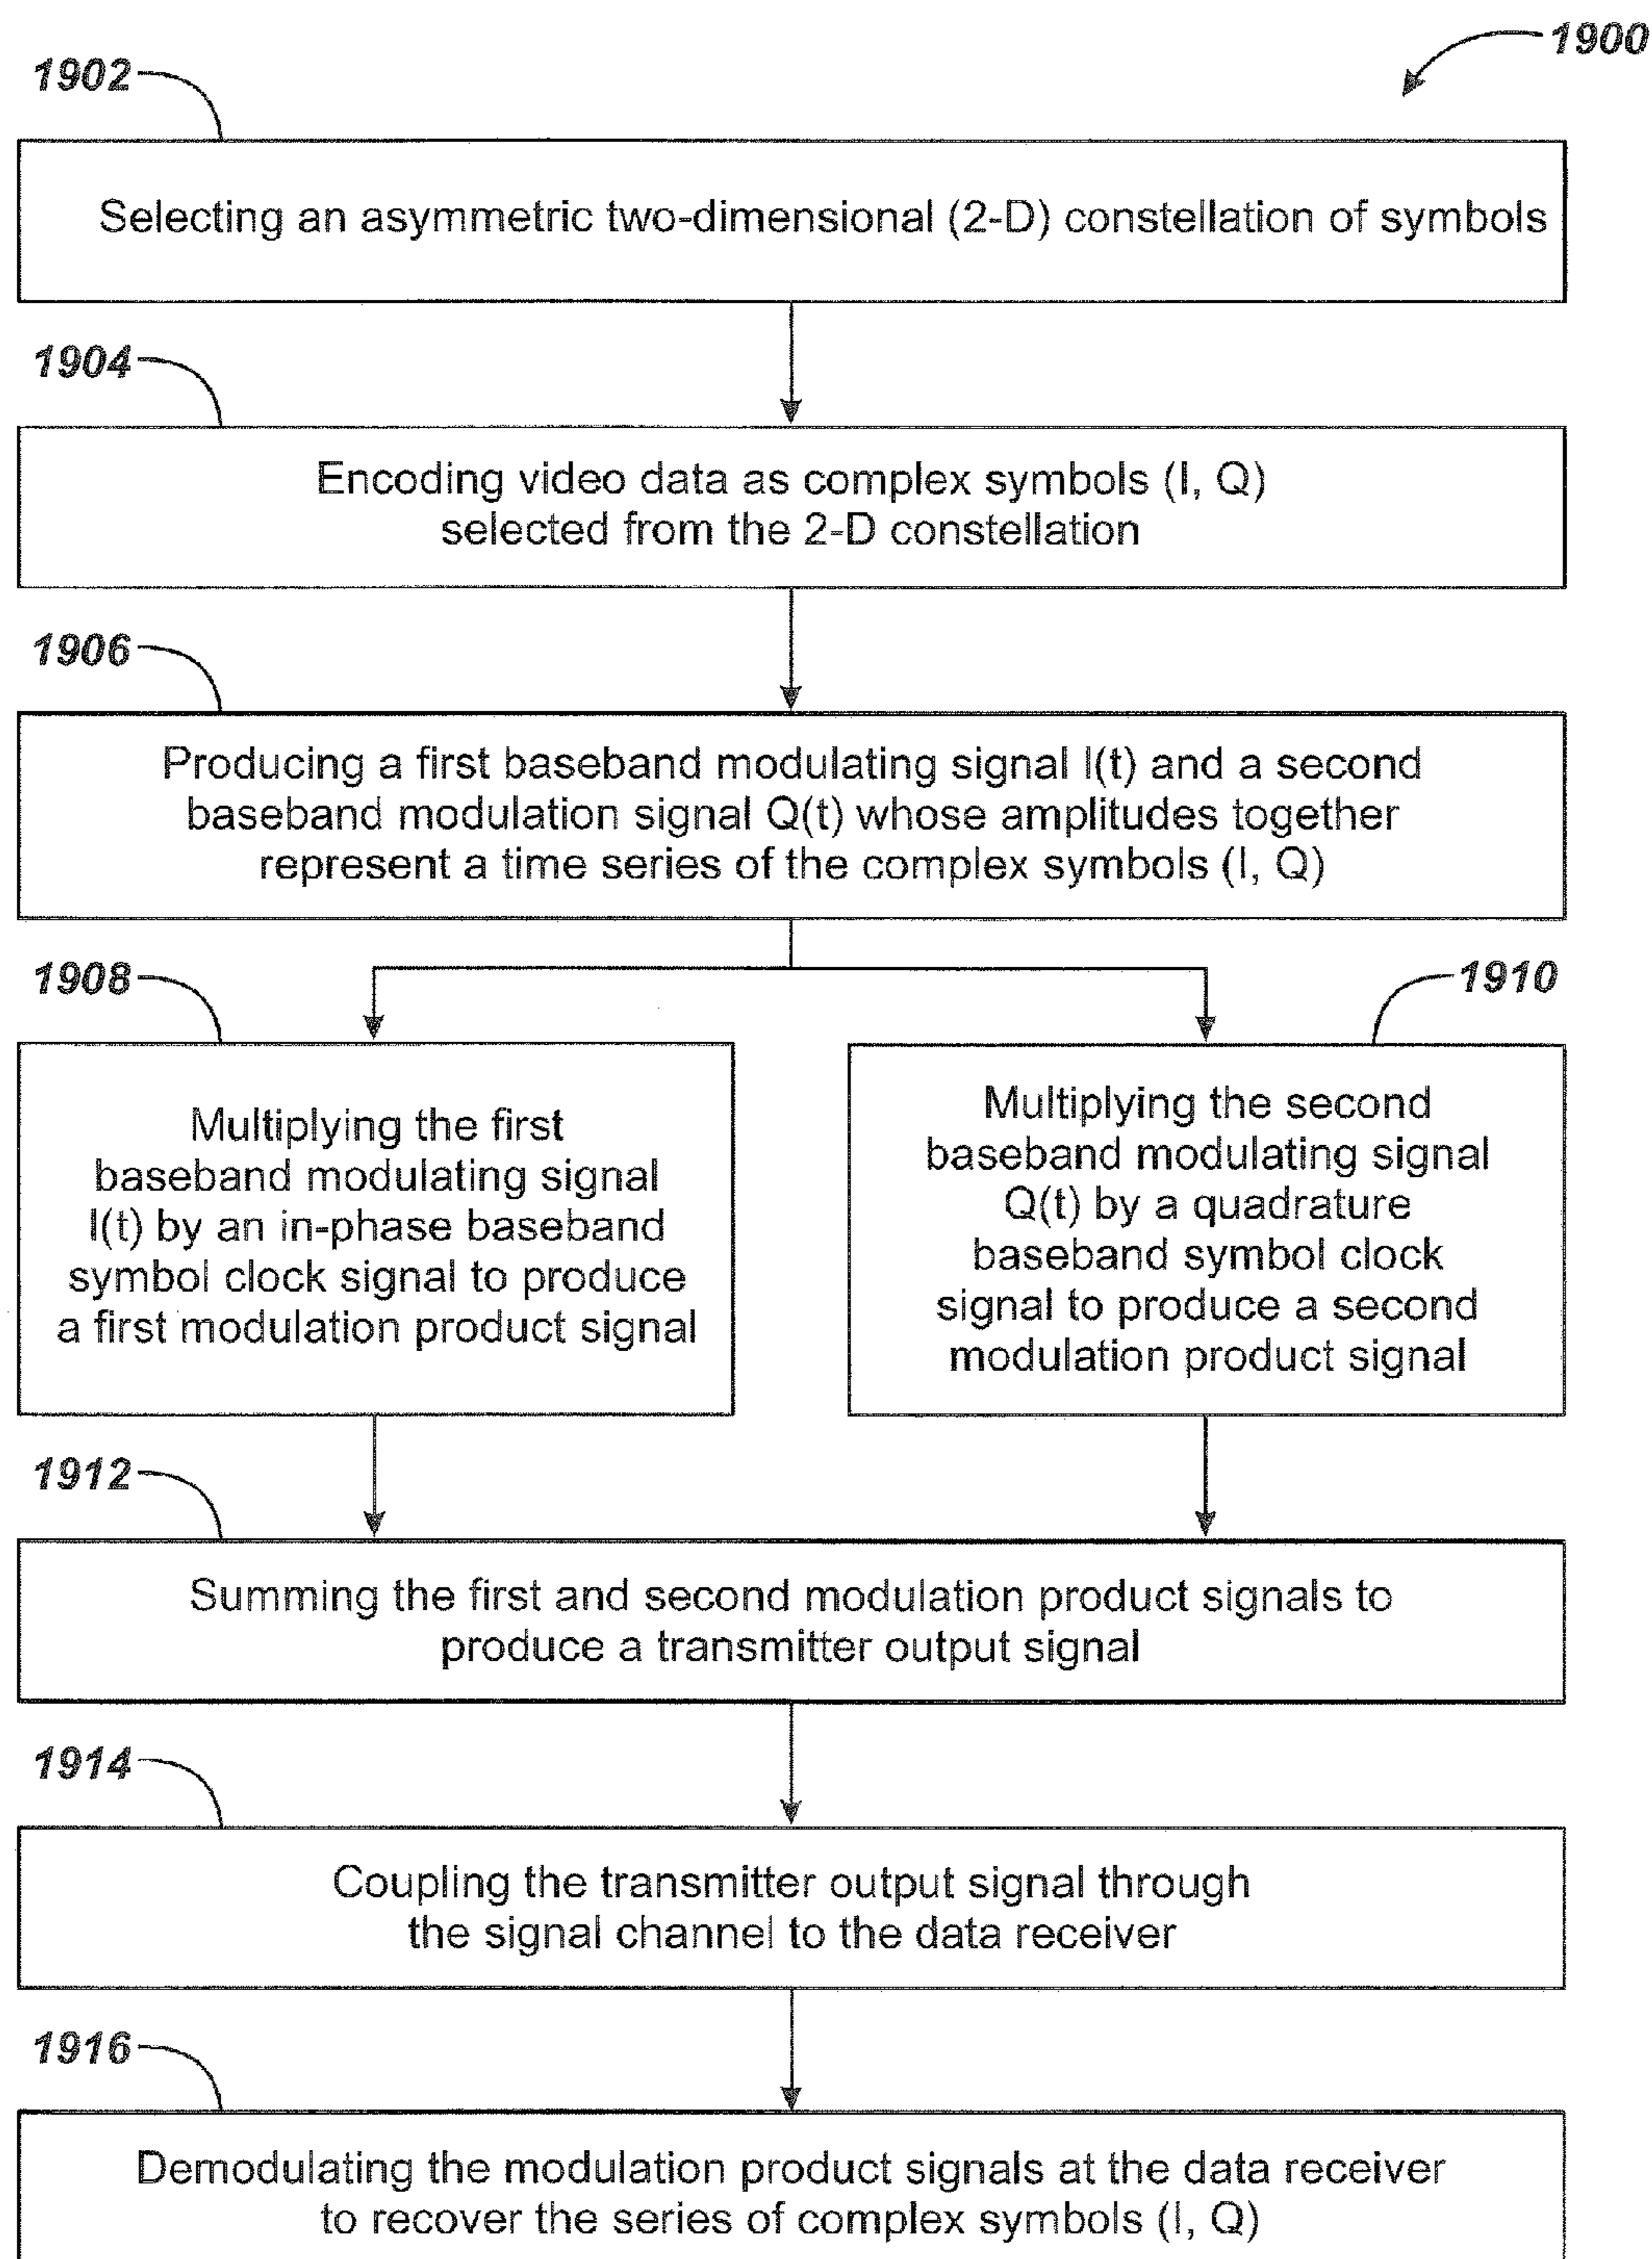 1900
1902
Selecting an asymmetric two-dimensional (2-D) constellation of symbols
1904
Encoding video data as complex symbols (I, Q)
selected from the 2-D constellation
1906
Producing a first baseband modulating signal I(t) and a second
baseband modulation signal Q(t) whose amplitudes together
represent a time series of the complex symbols (I, Q)
1908
Multiplying the first
baseband modulating signal
I(t) by an in-phase baseband
symbol clock signal to produce
a first modulation product signal
1910
Multiplying the second
baseband modulating signal
Q(t) by a quadrature
baseband symbol clock
signal to produce a second
modulation product signal
1912
Summing the first and second modulation product signals to
produce a transmitter output signal
1914
Coupling the transmitter output signal through
the signal channel to the data receiver
1916
Demodulating the modulation product signals at the data receiver
to recover the series of complex symbols (I, Q)